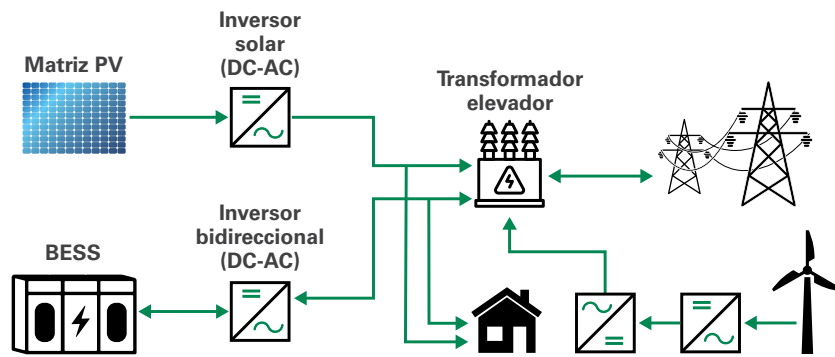 Inversor
solar
(DC-AC)
Matriz PV
Transformador
elevador
Inversor
bidireccional
(DC-AC)
BESS